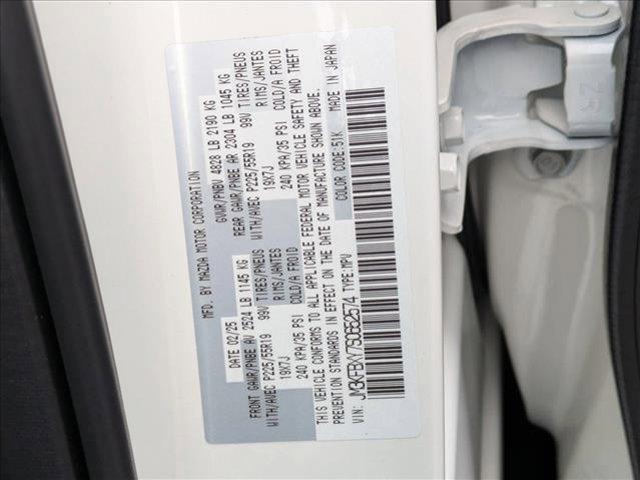 MFD. BY MAZDA MOTOR CORPORATION
DATE 02/25 GVWR/PNBV 4828 LB 2190 KG
FRONT GAWR/PNBE AV 2524 LB 1145 KG REAR GAWR/PNBE AR 2304 LB 1045 KG
WITH/AVEC P225/55R19 99V TIRES/PNEUS WITH/AVEC P225/55R19 99V TIRES/PNEUS
19X7J RIMS/JANTES 19X7J RIMS/JANTES
240 KPA/35 PSI COLD/A FROID 240 KPA/35 PSI COLD/A FROID
THIS VEHICLE CONFORMS TO ALL APPLICABLE FEDERAL MOTOR VEHICLE SAFETY AND THEFT
PREVENTION STANDARDS IN EFFECT ON THE DATE OF MANUFACTURE SHOWN ABOVE.
VIN: JM3KFBXY7S0652574 TYPE:MPV COLOR CODE:51K MADE IN JAPAN